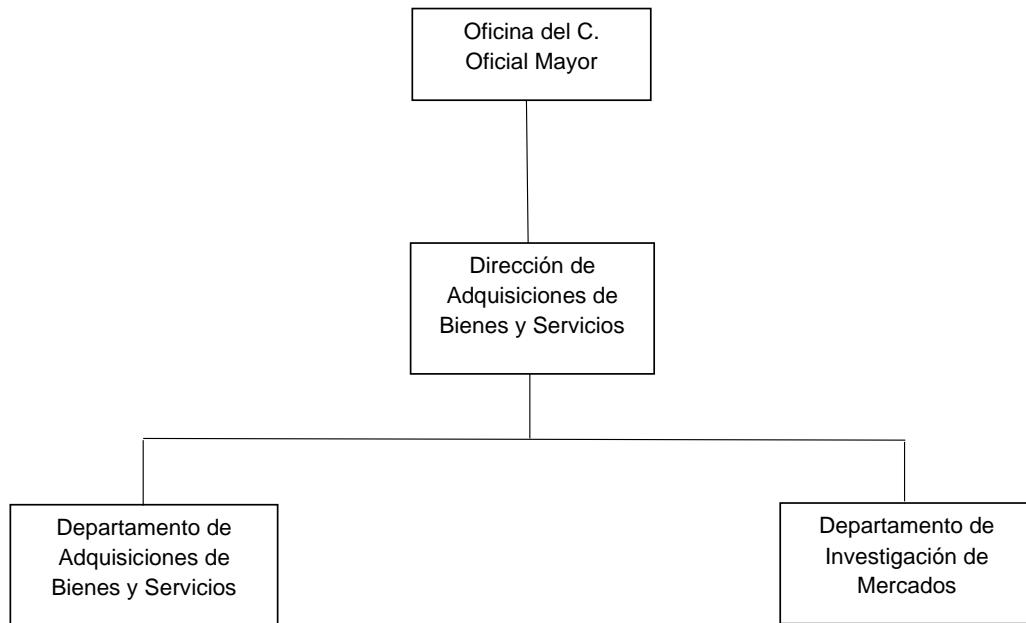 Oficina del C.
Oficial Mayor
Dirección de
Adquisiciones de
Bienes y Servicios
Departamento de
Adquisiciones de
Bienes y Servicios
Departamento de
Investigación de
Mercados